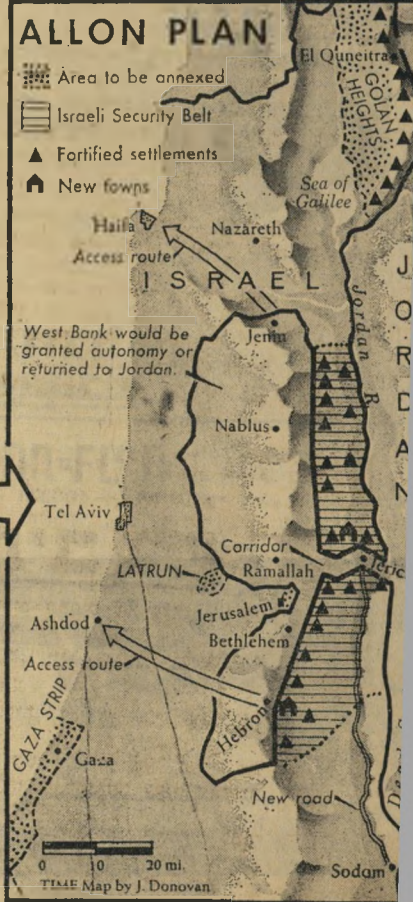 ALLON PLAN
Area to be annexed
Israeli Security Belt
Fortified settlements
New towns
El Quneitra
GOLAN
HEIGHTS
Sea of
Galilee
Haifa
Nazareth
Access route
ISRAEL
JORDAN
Jordan R.
Jenin
West Bank would be
granted autonomy or
returned to Jordan.
Nablus
Tel Aviv
Corridor
Jeric
LATRUN
Ramallah
Jerusalem
Ashdod
Bethlehem
Access route
Hebron
GAZA STRIP
Gaza
New road
0 10 20 mi.
Sodom
TIME Map by J. Donovan